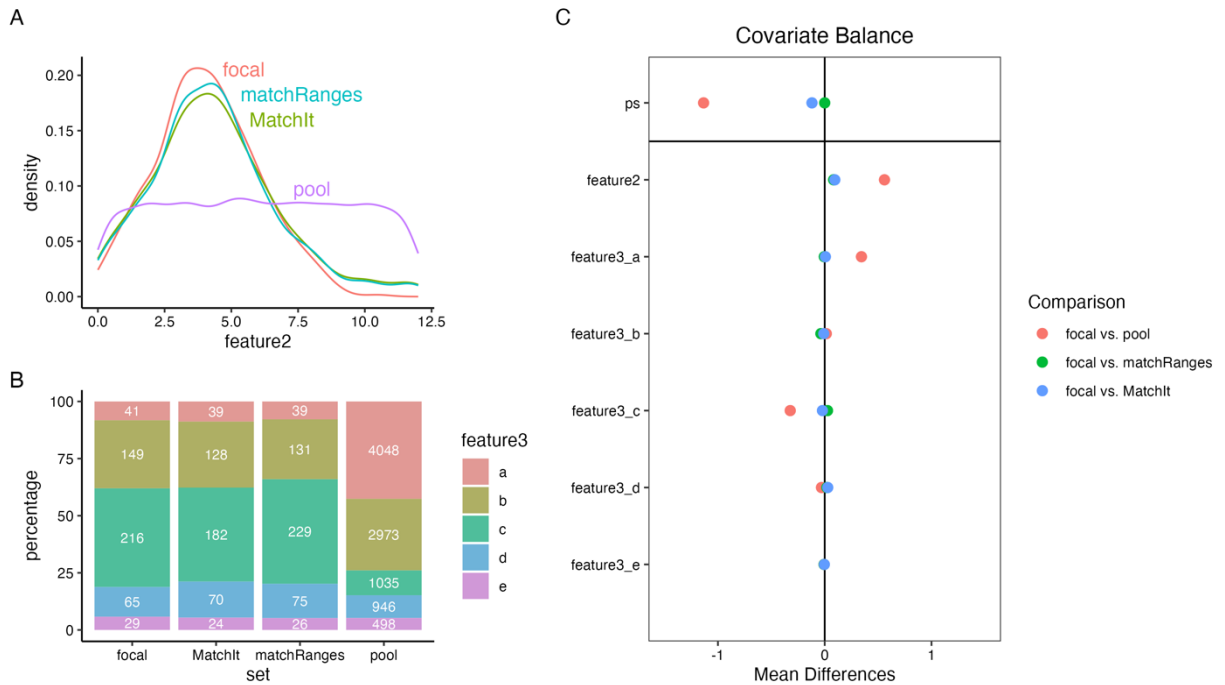 A
focal
matchRanges
MatchIt
pool
0.20
0.15
0.10
0.05
0.00
density
0.0 2.5 5.0 7.5 10.0 12.5
feature2
B
100
75
50
25
0
percentage
41 39 39 4048
149 128 131 2973
216 182 229 1035
65 70 75 946
29 24 26 498
focal MatchIt matchRanges pool
set
feature3
a
b
c
d
e
C
Covariate Balance
ps
feature2
feature3_a
feature3_b
feature3_c
feature3_d
feature3_e
-1 0 1
Mean Differences
Comparison
focal vs. pool
focal vs. matchRanges
focal vs. MatchIt